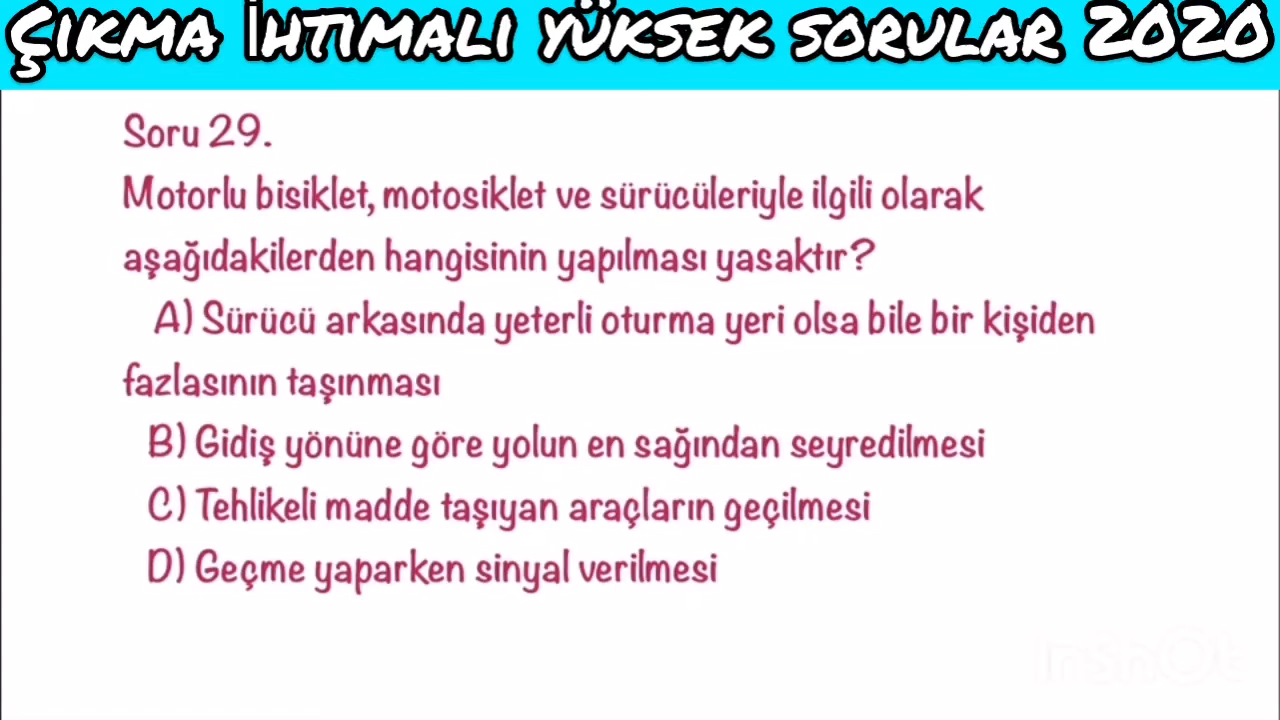 ÇIKMA İHTIMALI YÜKSEK SORULAR 2020
Soru 29.
Motorlu bisiklet, motosiklet ve sürücüleriyle ilgili olarak
aşağıdakilerden hangisinin yapılması yasaktır?
A) Sürücü arkasında yeterli oturma yeri olsa bile bir kişiden
fazlasının taşınması
B) Gidiş yönüne göre yolun en sağından seyredilmesi
C) Tehlikeli madde taşıyan araçların geçilmesi
D) Geçme yaparken sinyal verilmesi